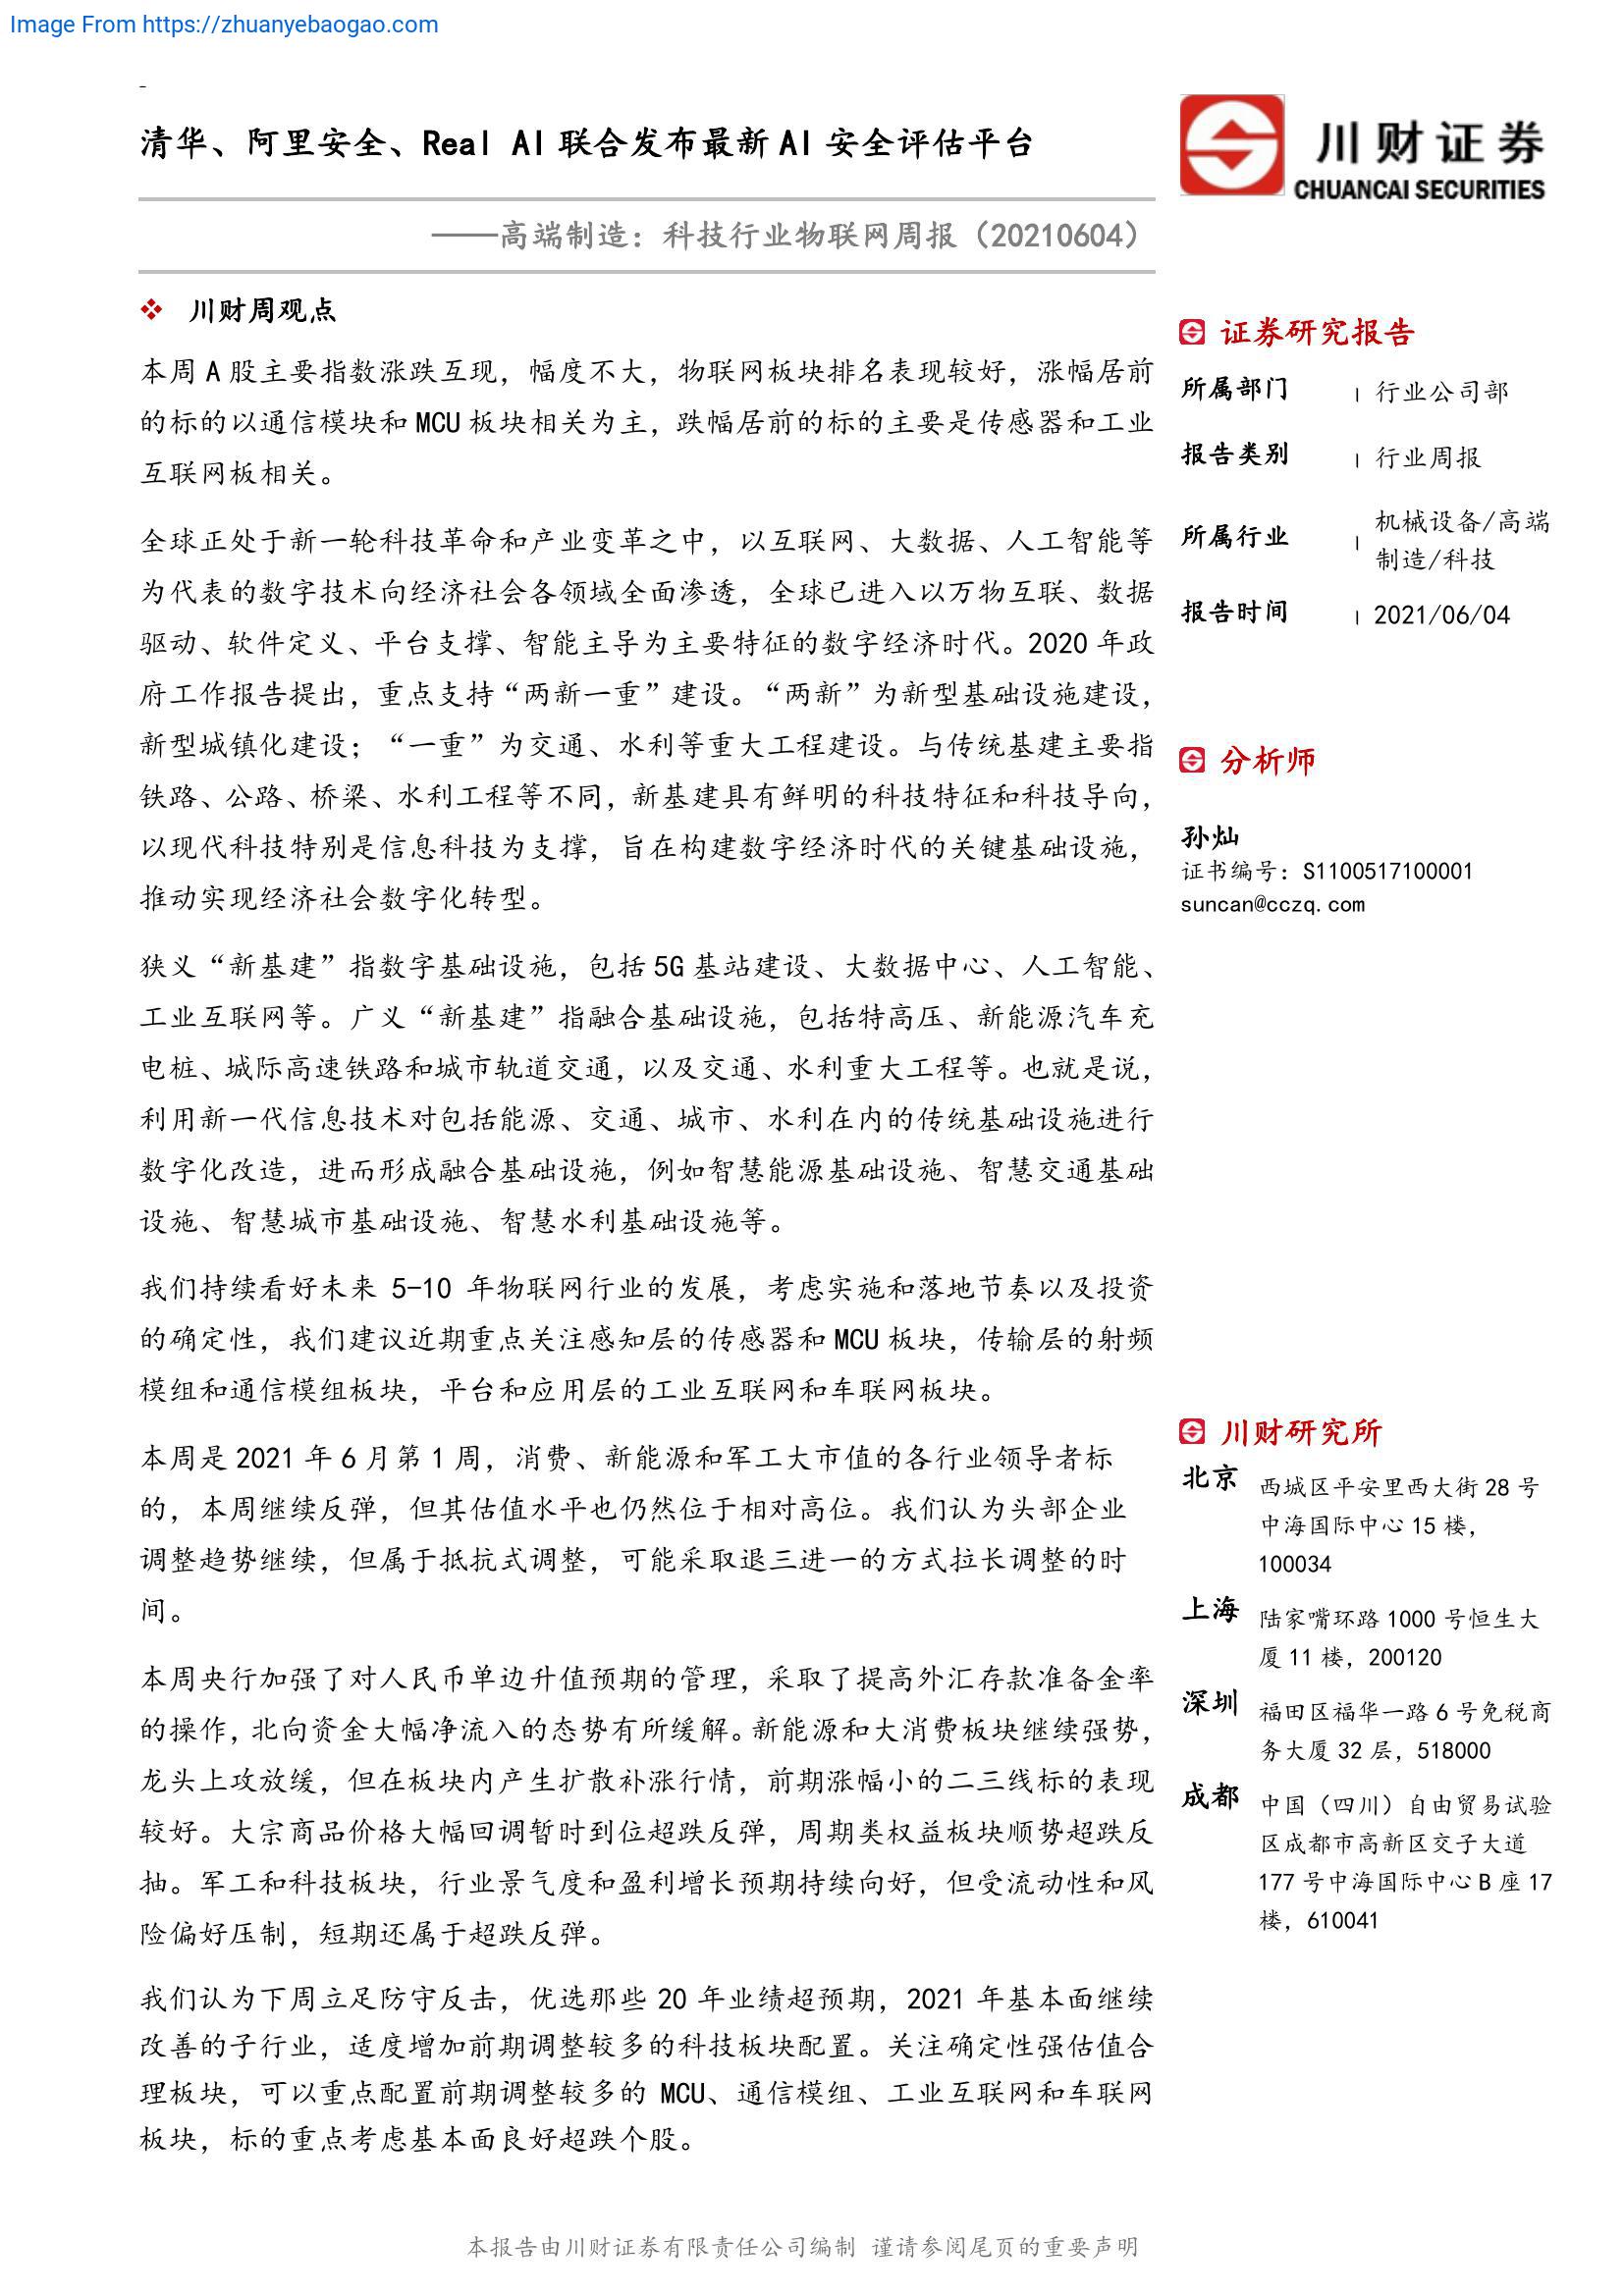 Image From https://zhuanyebaogao.com
-
清华、阿里安全、Real AI 联合发布最新 AI 安全评估平台
川财证券
CHUANCAI SECURITIES
——高端制造：科技行业物联网周报（20210604）
川财周观点
本周 A 股主要指数涨跌互现，幅度不大，物联网板块排名表现较好，涨幅居前
的标的以通信模块和 MCU 板块相关为主，跌幅居前的标的主要是传感器和工业
互联网板相关。
全球正处于新一轮科技革命和产业变革之中，以互联网、大数据、人工智能等
为代表的数字技术向经济社会各领域全面渗透，全球已进入以万物互联、数据
驱动、软件定义、平台支撑、智能主导为主要特征的数字经济时代。2020 年政
府工作报告提出，重点支持“两新一重”建设。“两新”为新型基础设施建设，
新型城镇化建设；“一重”为交通、水利等重大工程建设。与传统基建主要指
铁路、公路、桥梁、水利工程等不同，新基建具有鲜明的科技特征和科技导向，
以现代科技特别是信息科技为支撑，旨在构建数字经济时代的关键基础设施，
推动实现经济社会数字化转型。
狭义“新基建”指数字基础设施，包括 5G 基站建设、大数据中心、人工智能、
工业互联网等。广义“新基建”指融合基础设施，包括特高压、新能源汽车充
电桩、城际高速铁路和城市轨道交通，以及交通、水利重大工程等。也就是说，
利用新一代信息技术对包括能源、交通、城市、水利在内的传统基础设施进行
数字化改造，进而形成融合基础设施，例如智慧能源基础设施、智慧交通基础
设施、智慧城市基础设施、智慧水利基础设施等。
我们持续看好未来 5-10 年物联网行业的发展，考虑实施和落地节奏以及投资
的确定性，我们建议近期重点关注感知层的传感器和 MCU 板块，传输层的射频
模组和通信模组板块，平台和应用层的工业互联网和车联网板块。
本周是 2021 年 6 月第 1 周，消费、新能源和军工大市值的各行业领导者标
的，本周继续反弹，但其估值水平也仍然位于相对高位。我们认为头部企业
调整趋势继续，但属于抵抗式调整，可能采取退三进一的方式拉长调整的时
间。
本周央行加强了对人民币单边升值预期的管理，采取了提高外汇存款准备金率
的操作，北向资金大幅净流入的态势有所缓解。新能源和大消费板块继续强势，
龙头上攻放缓，但在板块内产生扩散补涨行情，前期涨幅小的二三线标的表现
较好。大宗商品价格大幅回调暂时到位超跌反弹，周期类权益板块顺势超跌反
抽。军工和科技板块，行业景气度和盈利增长预期持续向好，但受流动性和风
险偏好压制，短期还属于超跌反弹。
我们认为下周立足防守反击，优选那些 20 年业绩超预期，2021 年基本面继续
改善的子行业，适度增加前期调整较多的科技板块配置。关注确定性强估值合
理板块，可以重点配置前期调整较多的 MCU、通信模组、工业互联网和车联网
板块，标的重点考虑基本面良好超跌个股。
证券研究报告
所属部门 | 行业公司部
报告类别 | 行业周报
所属行业 | 机械设备/高端
制造/科技
报告时间 | 2021/06/04
分析师
孙灿
证书编号：S1100517100001
suncan@cczq.com
川财研究所
北京 西城区平安里西大街 28 号
中海国际中心 15 楼，
100034
上海 陆家嘴环路 1000 号恒生大
厦 11 楼，200120
深圳 福田区福华一路 6 号免税商
务大厦 32 层，518000
成都 中国（四川）自由贸易试验
区成都市高新区交子大道
177 号中海国际中心 B 座 17
楼，610041
本报告由川财证券有限责任公司编制 谨请参阅尾页的重要声明